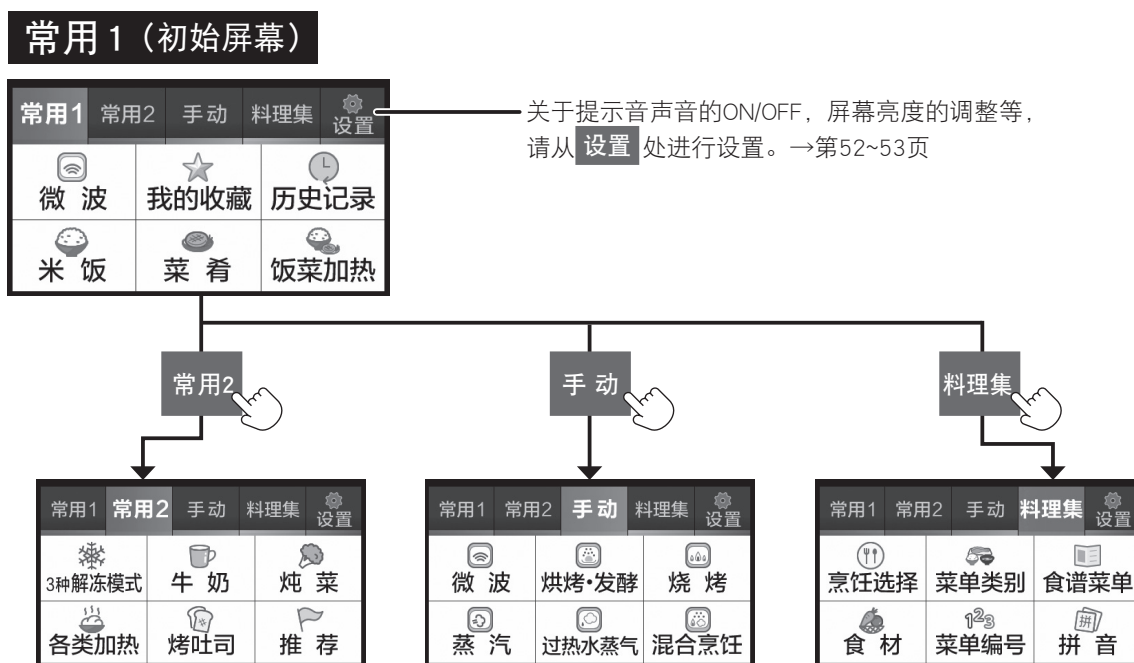 常用1（初始屏幕）
常用1 常用2 手动 料理集 设置
关于提示音声音的ON/OFF，屏幕亮度的调整等，
请从 设置 处进行设置。→第52~53页
微波 我的收藏 历史记录
米饭 菜肴 饭菜加热
常用2 手动 料理集
常用1 常用2 手动 料理集 设置
3种解冻模式 牛奶 炖菜
各类加热 烤吐司 推荐
常用1 常用2 手动 料理集 设置
微波 烘烤·发酵 烧烤
蒸汽 过热水蒸气 混合烹饪
常用1 常用2 手动 料理集 设置
烹饪选择 菜单类别 食谱菜单
食材 123 菜单编号 拼 拼音